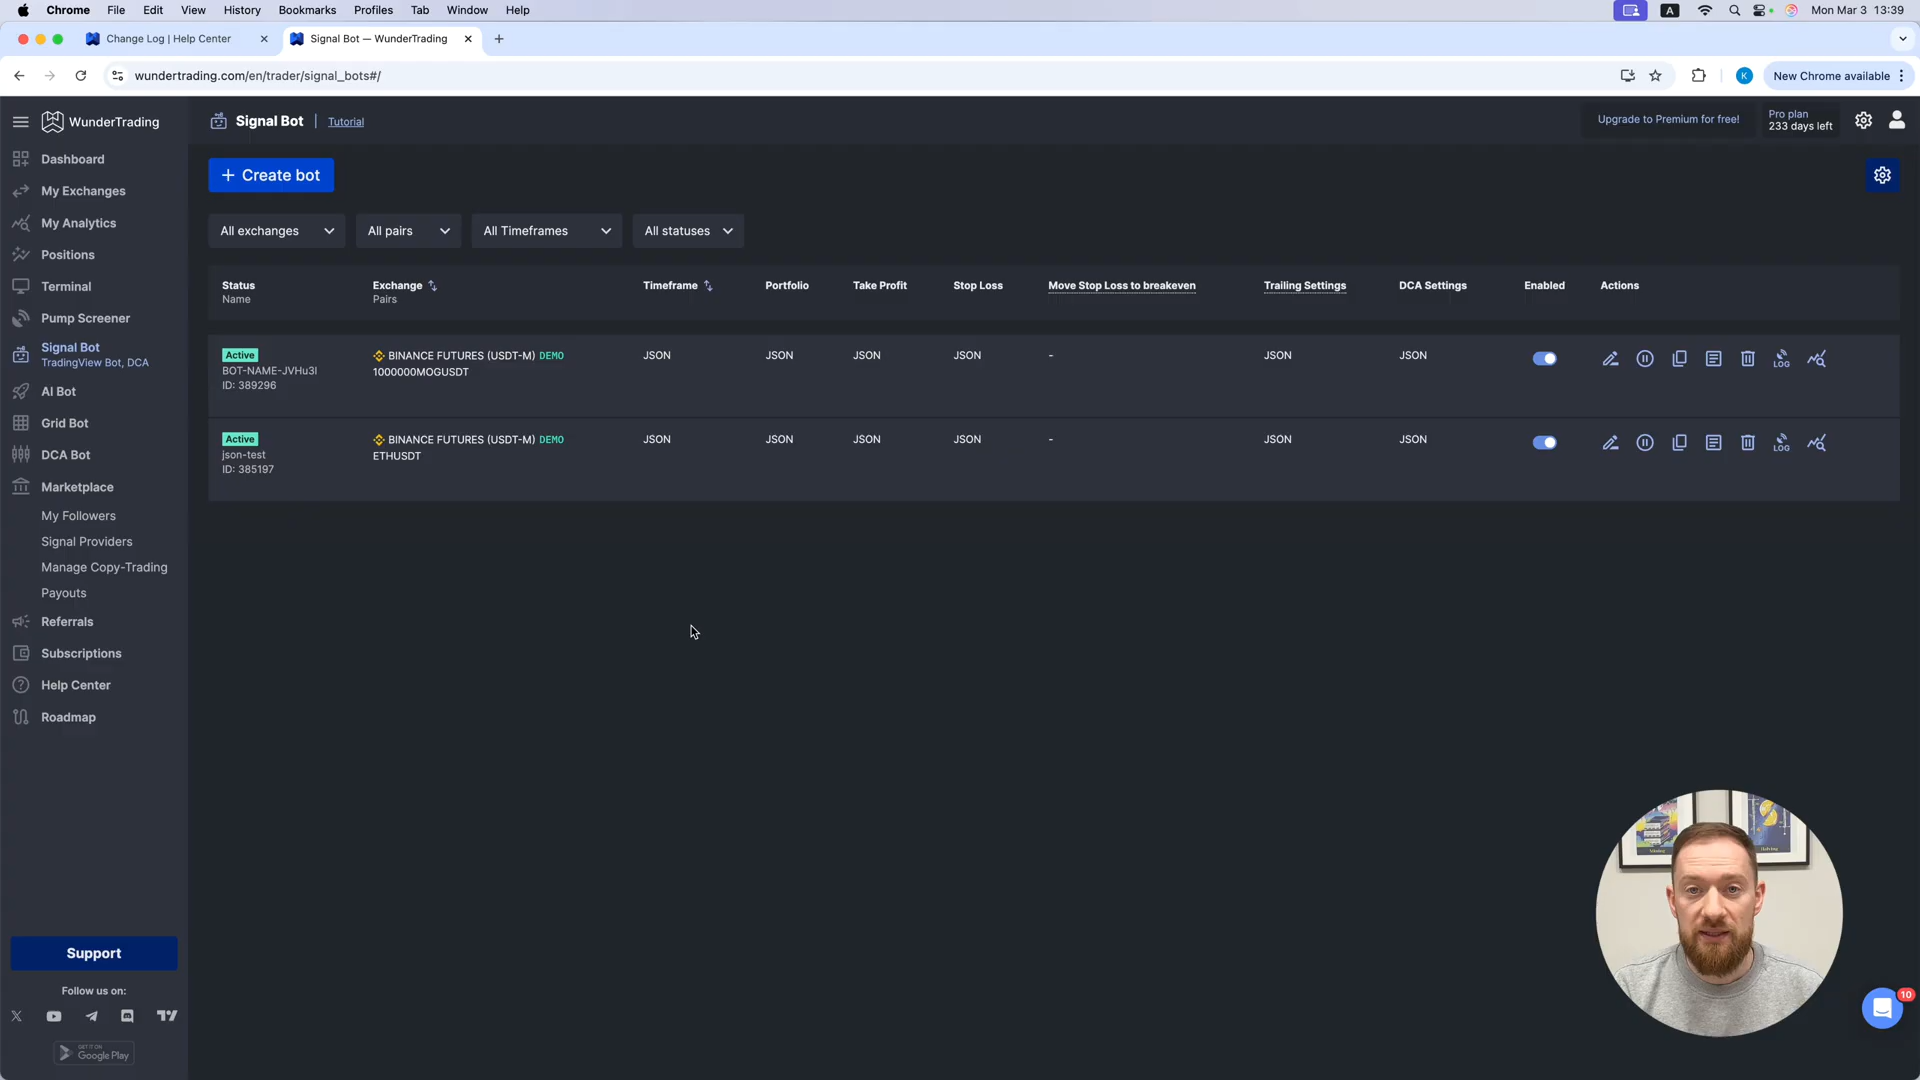 Chrome File Edit View History Bookmarks Profiles Tab Window Help A Mon Mar 3 13:39
Change Log | Help Center Signal Bot — WunderTrading
wundertrading.com/en/trader/signal_bots#/ K New Chrome available
WunderTrading
Dashboard
My Exchanges
My Analytics
Positions
Terminal
Pump Screener
Signal Bot
TradingView Bot, DCA
AI Bot
Grid Bot
DCA Bot
Marketplace
My Followers
Signal Providers
Manage Copy-Trading
Payouts
Referrals
Subscriptions
Help Center
Roadmap
Support
Follow us on:
GET IT ON
Google Play
Signal Bot | Tutorial
Upgrade to Premium for free!
Pro plan
233 days left
+ Create bot
All exchanges All pairs All Timeframes All statuses
Status Exchange Timeframe Portfolio Take Profit Stop Loss Move Stop Loss to breakeven Trailing Settings DCA Settings Enabled Actions
Name Pairs
Active BINANCE FUTURES (USDT-M) DEMO JSON JSON JSON JSON - JSON JSON LOG
BOT-NAME-JVHu3I 1000000MOGUSDT
ID: 389296
Active BINANCE FUTURES (USDT-M) DEMO JSON JSON JSON JSON - JSON JSON LOG
json-test ETHUSDT
ID: 385197
10